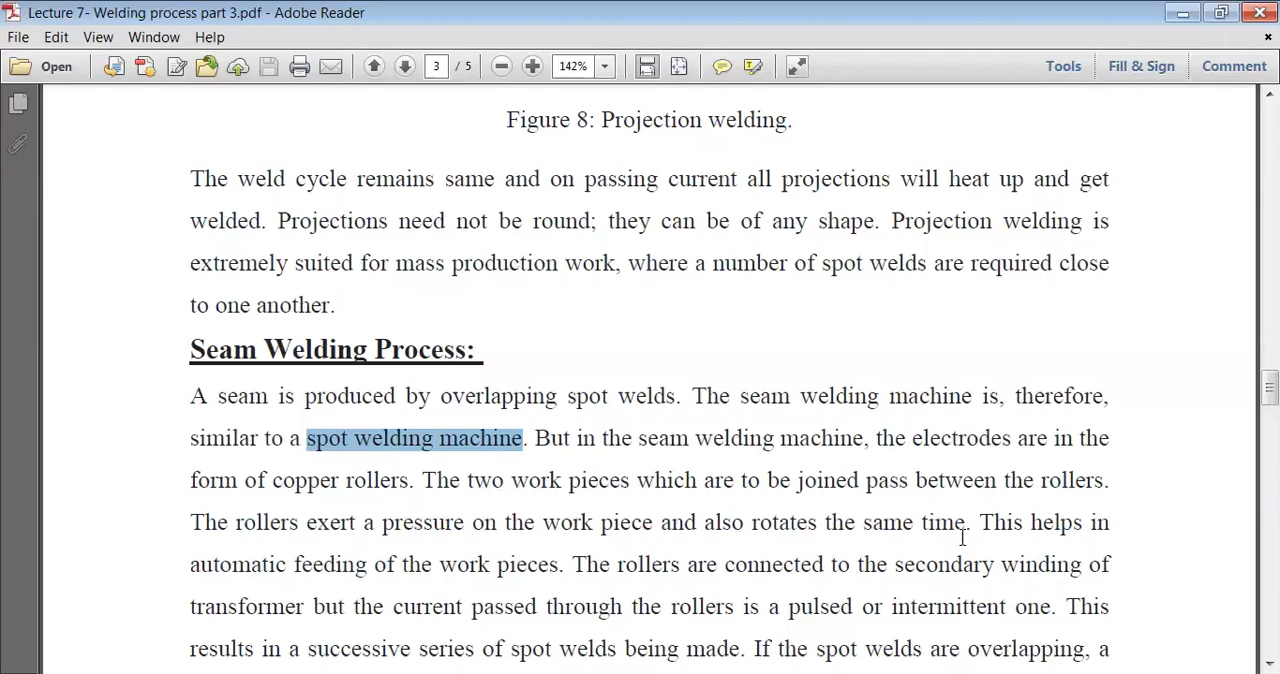 Lecture 7- Welding process part 3.pdf - Adobe Reader
File Edit View Window Help
Open 3 / 5 142% Tools Fill & Sign Comment
Figure 8: Projection welding.
The weld cycle remains same and on passing current all projections will heat up and get
welded. Projections need not be round; they can be of any shape. Projection welding is
extremely suited for mass production work, where a number of spot welds are required close
to one another.
Seam Welding Process:
A seam is produced by overlapping spot welds. The seam welding machine is, therefore,
similar to a spot welding machine. But in the seam welding machine, the electrodes are in the
form of copper rollers. The two work pieces which are to be joined pass between the rollers.
The rollers exert a pressure on the work piece and also rotates the same time. This helps in
automatic feeding of the work pieces. The rollers are connected to the secondary winding of
transformer but the current passed through the rollers is a pulsed or intermittent one. This
results in a successive series of spot welds being made. If the spot welds are overlapping, a